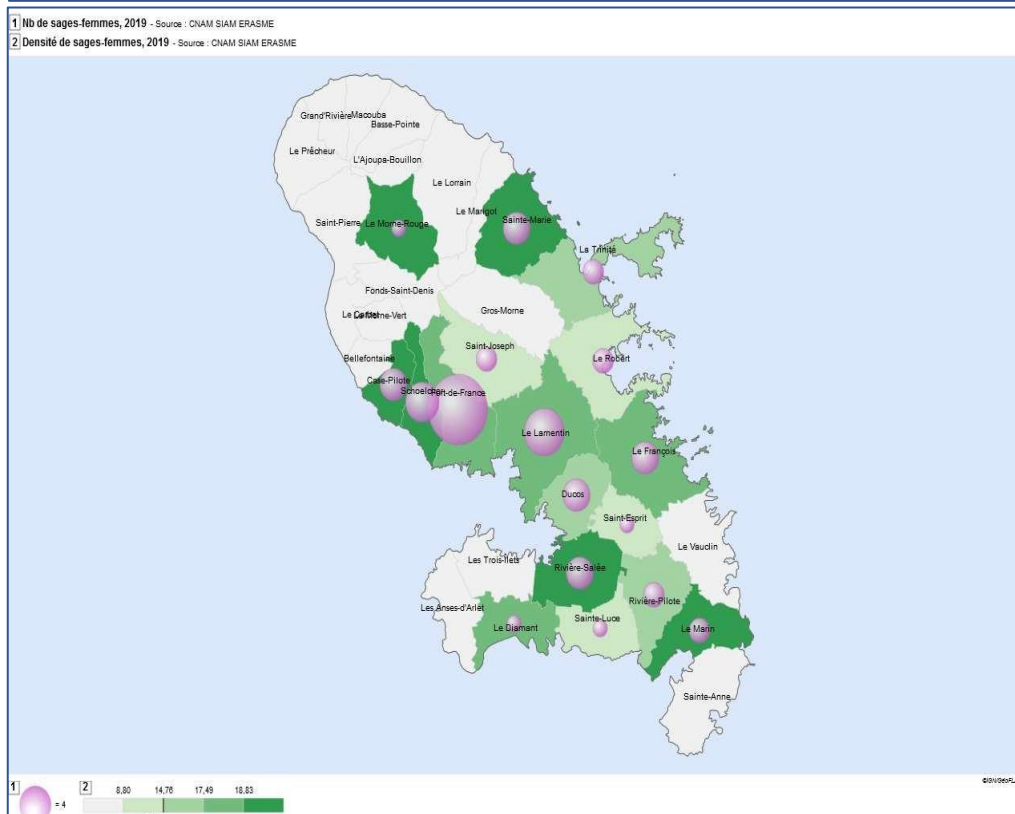 1 Nb de sages-femmes, 2019 - Source : CNAM SIAM ERASME
2 Densité de sages-femmes, 2019 - Source : CNAM SIAM ERASME
Grand'Rivière
Macouba
Basse-Pointe
Le Prêcheur
L'Ajoupa-Bouillon
Le Lorrain
Le Marigot
Saint-Pierre
Le Morne-Rouge
Sainte-Marie
La Trinité
Fonds-Saint-Denis
Gros-Morne
Le Carbet
Le Morne-Vert
Saint-Joseph
Bellefontaine
Le Robert
Case-Pilote
Schoelcher
Fort-de-France
Le Lamentin
Le François
Ducos
Saint-Esprit
Le Vauclin
Les Trois-Ilets
Rivière-Salée
Les Anses-d'Arlet
Rivière-Pilote
Le Diamant
Sainte-Luce
Le Marin
Sainte-Anne
1 = 4
2 8,80 14,76 17,49 18,83